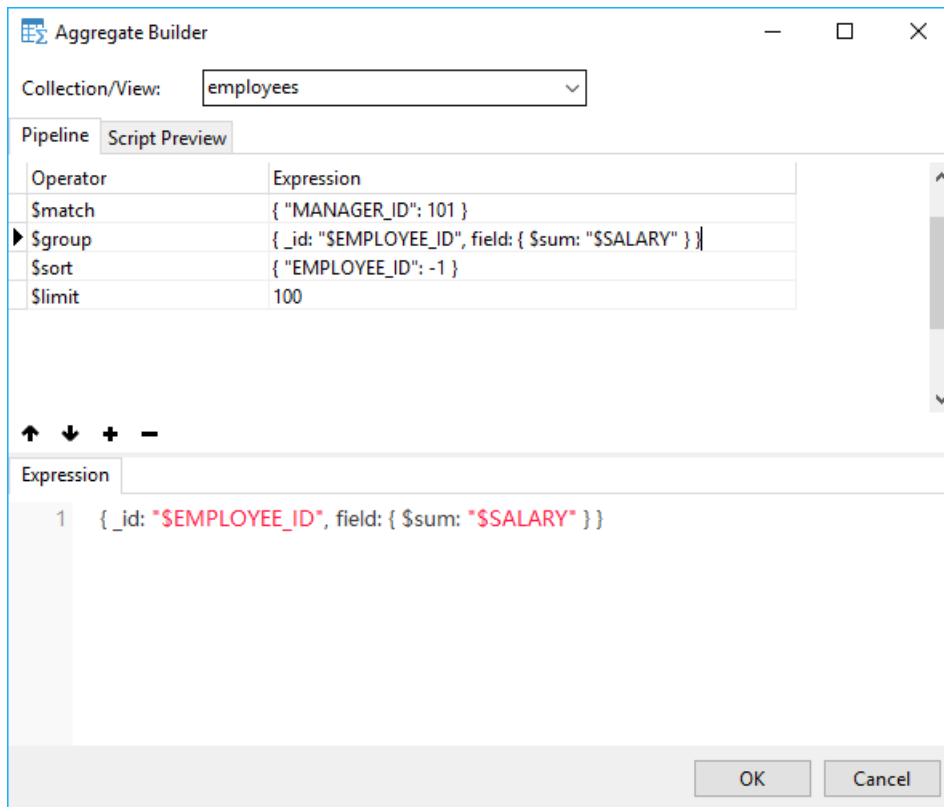 Aggregate Builder
Collection/View: employees
Pipeline Script Preview
Operator Expression
$match { "MANAGER_ID": 101 }
$group { _id: "$EMPLOYEE_ID", field: { $sum: "$SALARY" } }
$sort { "EMPLOYEE_ID": -1 }
$limit 100
Expression
1 { _id: "$EMPLOYEE_ID", field: { $sum: "$SALARY" } }
OK Cancel